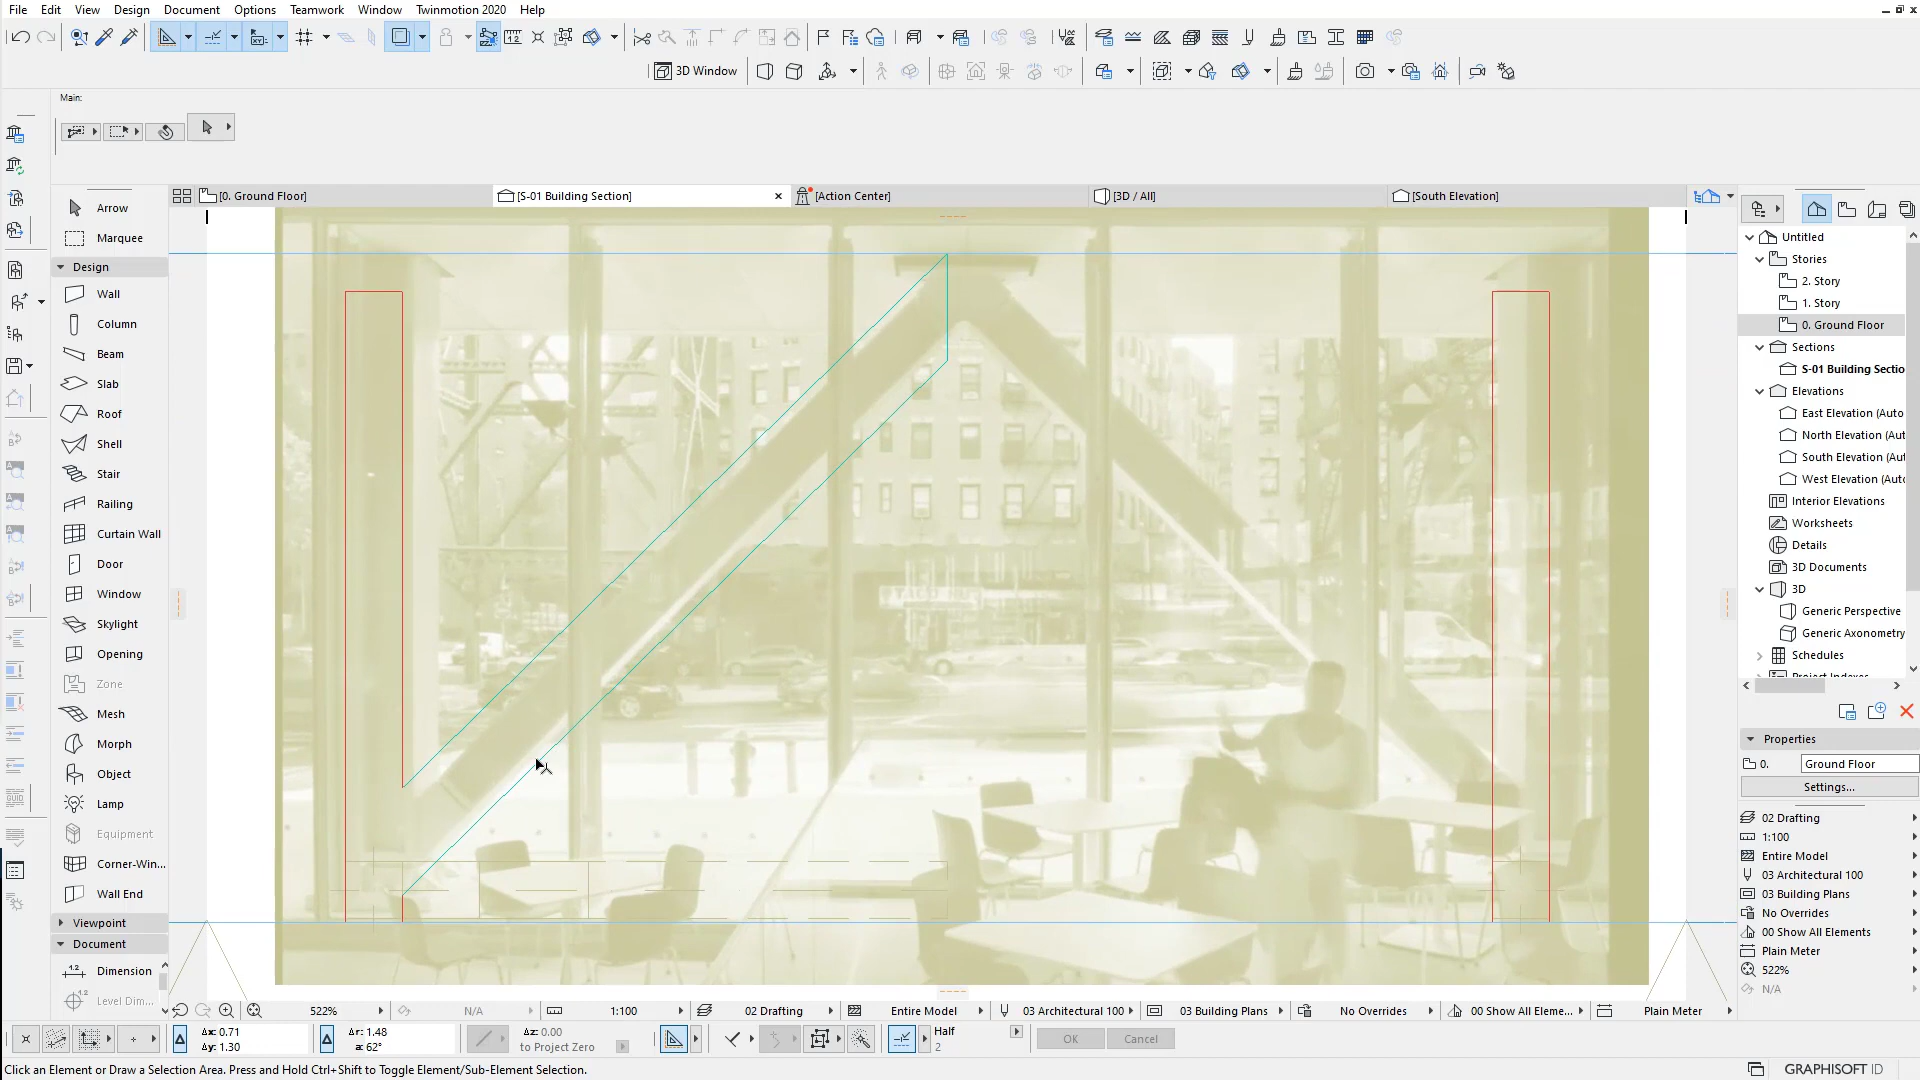 File Edit View Design Document Options Teamwork Window Twinmotion 2020 Help
3D Window
Main:
[0. Ground Floor] [S-01 Building Section] [Action Center] [3D / All] [South Elevation]
Arrow
Marquee
Design
Wall
Column
Beam
Slab
Roof
Shell
Stair
Railing
Curtain Wall
Door
Window
Skylight
Opening
Zone
Mesh
Morph
Object
Lamp
Equipment
Corner-Win...
Wall End
Viewpoint
Document
1.2 Dimension
1.2 Level Dim...
Untitled
Stories
2. Story
1. Story
0. Ground Floor
Sections
S-01 Building Sectio
Elevations
East Elevation (Auto
North Elevation (Aut
South Elevation (Aut
West Elevation (Auto
Interior Elevations
Worksheets
Details
3D Documents
3D
Generic Perspective
Generic Axonometry
Schedules
Properties
0. Ground Floor
Settings...
02 Drafting
1:100
Entire Model
03 Architectural 100
03 Building Plans
No Overrides
00 Show All Elements
Plain Meter
522%
N/A
522% N/A 1:100 02 Drafting Entire Model 03 Architectural 100 03 Building Plans No Overrides 00 Show All Eleme... Plain Meter
Δx: 0.71 Δr: 1.48 Δz: 0.00 Half
Δy: 1.30 a: 62° to Project Zero 2 OK Cancel
Click an Element or Draw a Selection Area. Press and Hold Ctrl+Shift to Toggle Element/Sub-Element Selection. GRAPHISOFT ID